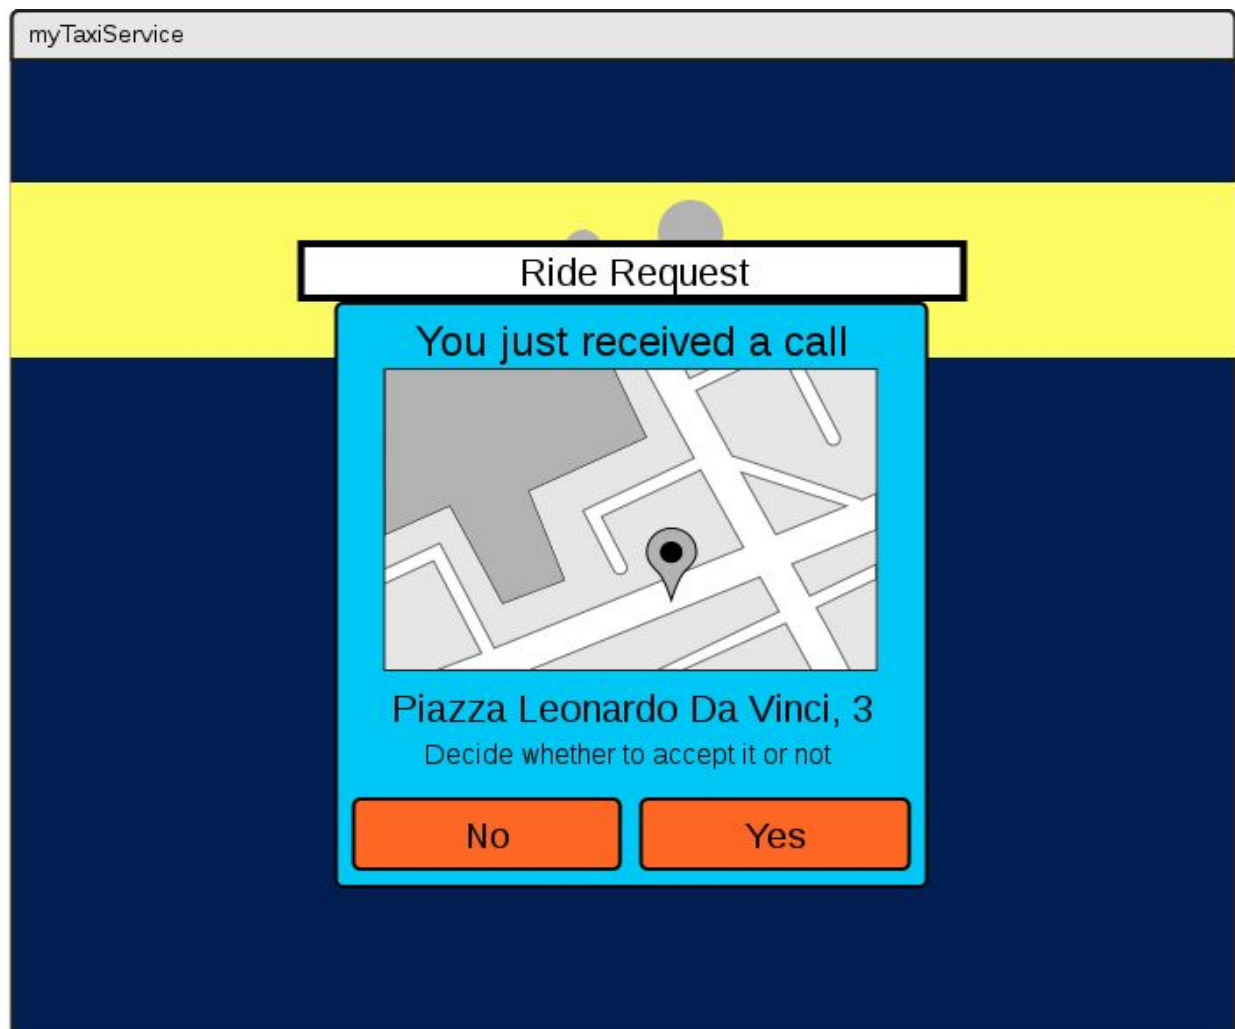 myTaxiService
Ride Request
You just received a call
Piazza Leonardo Da Vinci, 3
Decide whether to accept it or not
No
Yes